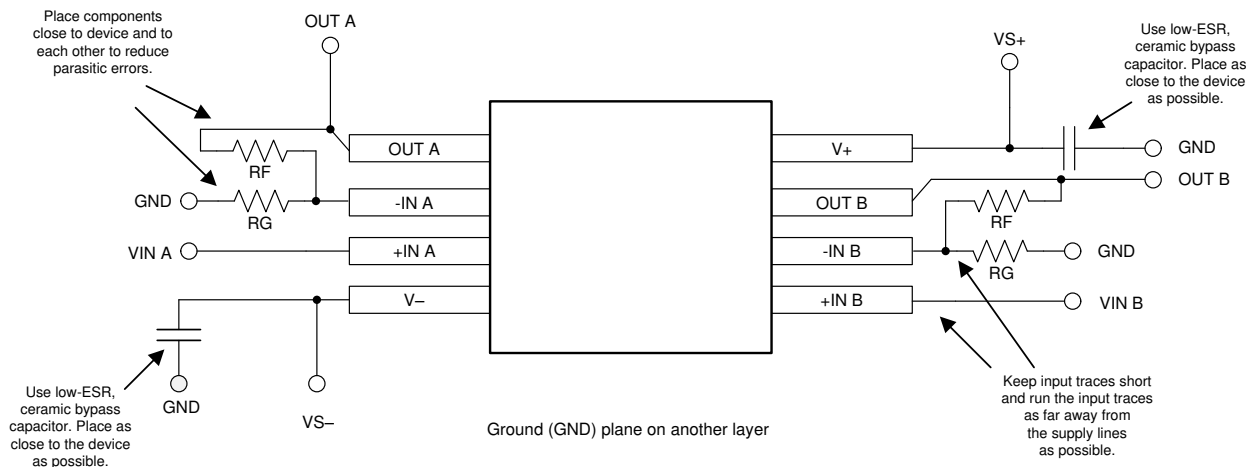 Place components
close to device and to
each other to reduce
parasitic errors.
OUT A
VS+
Use low-ESR,
ceramic bypass
capacitor. Place as
close to the device
as possible.
OUT A
V+
GND
RF
OUT B
GND
-IN A
OUT B
RG
RF
VIN A
+IN A
-IN B
GND
RG
V–
+IN B
VIN B
Use low-ESR,
ceramic bypass
capacitor. Place as
close to the device
as possible.
GND
VS–
Ground (GND) plane on another layer
Keep input traces short
and run the input traces
as far away from
the supply lines
as possible.